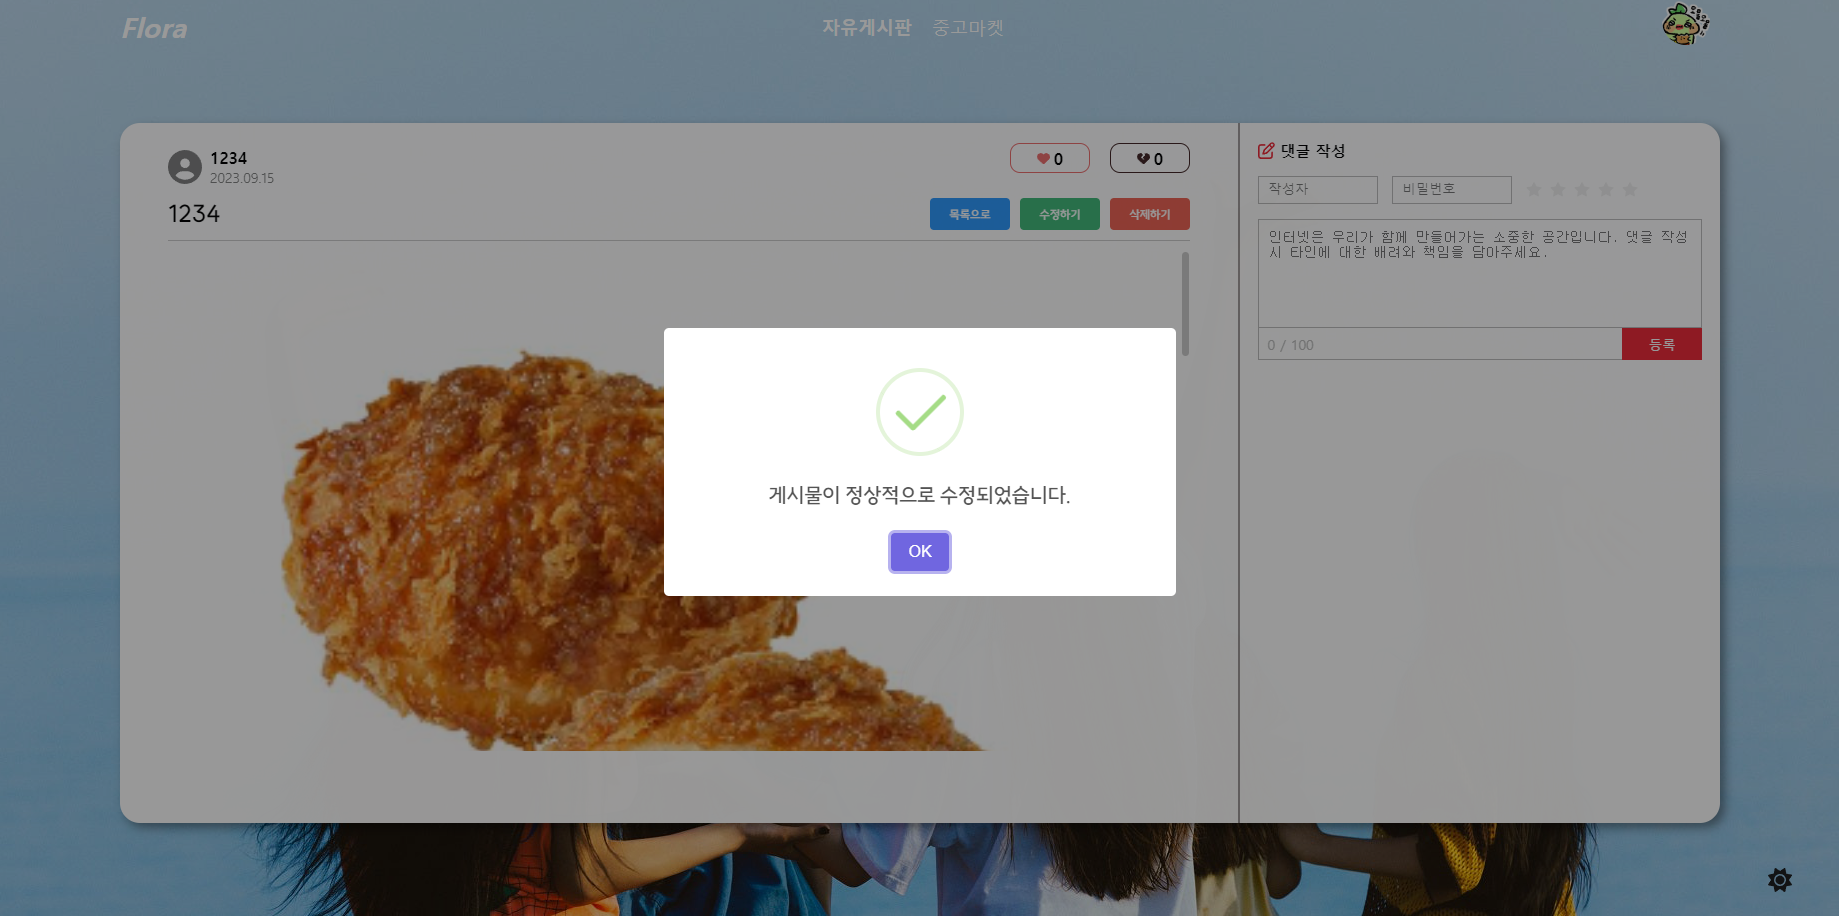 Flora
자유게시판
중고마켓
1234
2023.09.15
0
0
1234
목록으로
수정하기
삭제하기
댓글 작성
작성자
비밀번호
인터넷은 우리가 함께 만들어가는 소중한 공간입니다. 댓글 작성
시 타인에 대한 배려와 책임을 담아주세요.
0 / 100
등록
게시물이 정상적으로 수정되었습니다.
OK